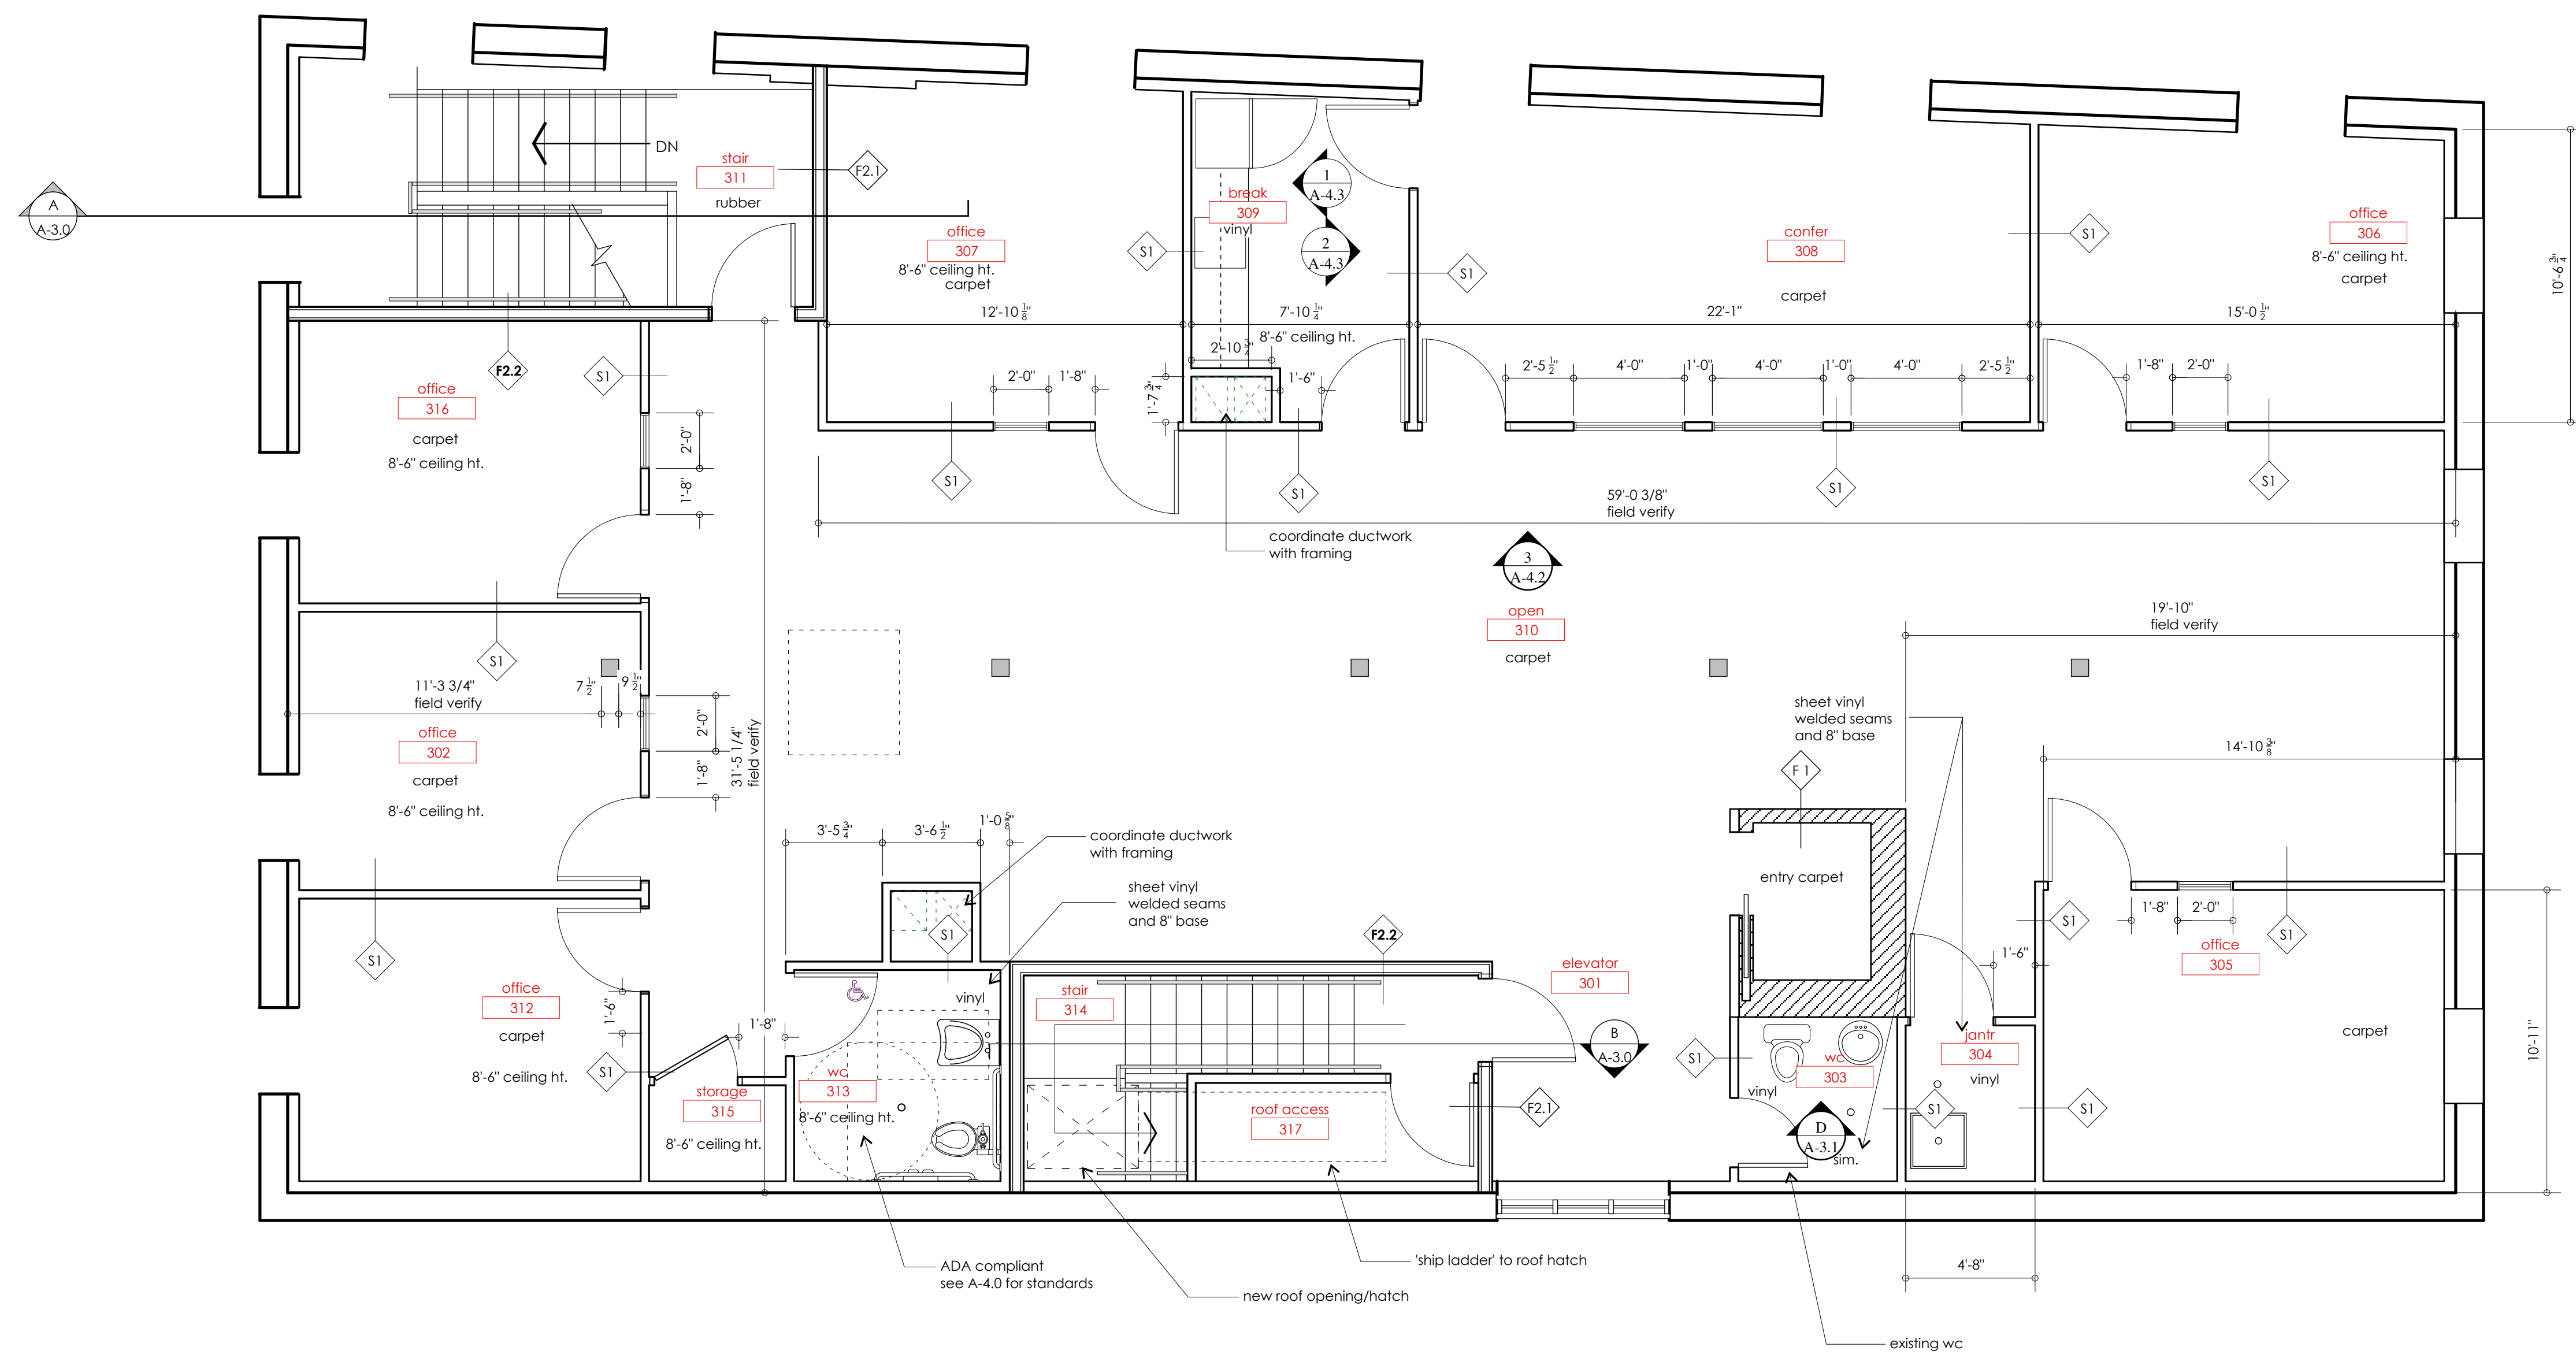 DN
stair
311
rubber
F2.1
A
A-3.0
office
307
8'-6" ceiling ht.
carpet
S1
break
309
vinyl
1
A-4.3
2
A-4.3
S1
confer
308
carpet
S1
office
306
8'-6" ceiling ht.
carpet
10'-6 3/4"
12'-10 1/8"
7'-10 1/4"
22'-1"
15'-0 1/2"
8'-6" ceiling ht.
2'-10 3/4"
F2.2
S1
office
316
carpet
8'-6" ceiling ht.
2'-0"
1'-8"
2'-0"
1'-8"
1'-7 3/4"
1'-6"
2'-5 1/2"
4'-0"
1'-0"
4'-0"
1'-0"
4'-0"
2'-5 1/2"
1'-8"
2'-0"
S1
S1
S1
S1
59'-0 3/8"
field verify
coordinate ductwork
with framing
3
A-4.2
open
310
carpet
19'-10"
field verify
S1
11'-3 3/4"
field verify
7 1/2"
9 1/2"
office
302
carpet
8'-6" ceiling ht.
2'-0"
1'-8"
31'-5 1/4"
field verify
sheet vinyl
welded seams
and 8" base
14'-10 3/8"
F 1
3'-5 3/4"
3'-6 1/2"
1'-0 5/8"
coordinate ductwork
with framing
sheet vinyl
welded seams
and 8" base
entry carpet
S1
S1
F2.2
S1
1'-8"
2'-0"
S1
office
305
carpet
10'-11"
office
312
carpet
8'-6" ceiling ht.
1'-6"
S1
1'-8"
vinyl
stair
314
elevator
301
1'-6"
B
A-3.0
S1
wc
303
vinyl
jantr
304
vinyl
storage
315
8'-6" ceiling ht.
wc
313
8'-6" ceiling ht.
roof access
317
F2.1
D
A-3.1
sim.
S1
S1
ADA compliant
see A-4.0 for standards
'ship ladder' to roof hatch
new roof opening/hatch
4'-8"
existing wc